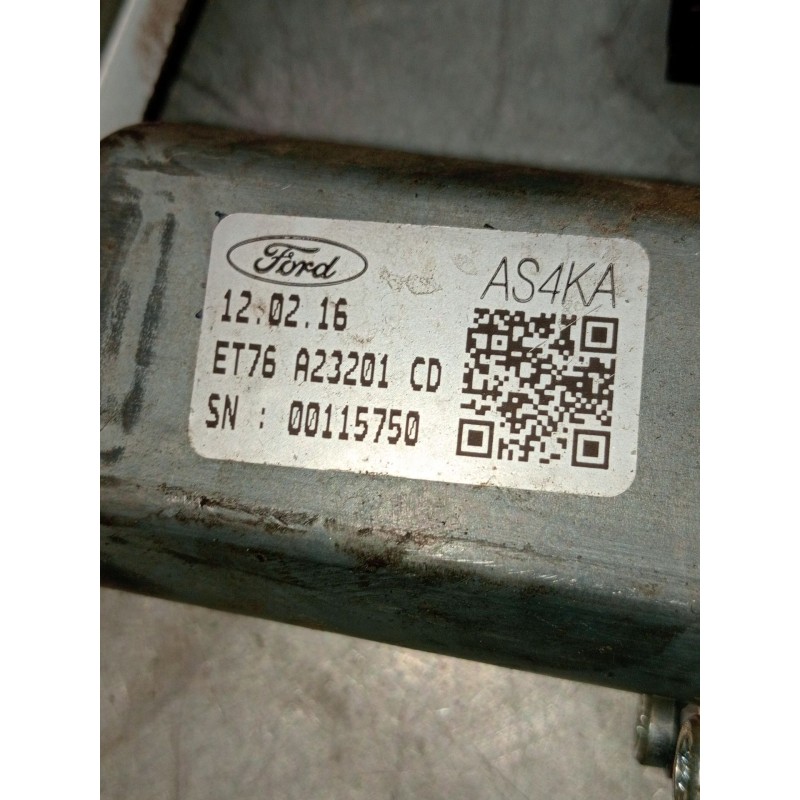 Ford
AS4KA
12.02.16
ET76 A23201 CD
SN : 00115750